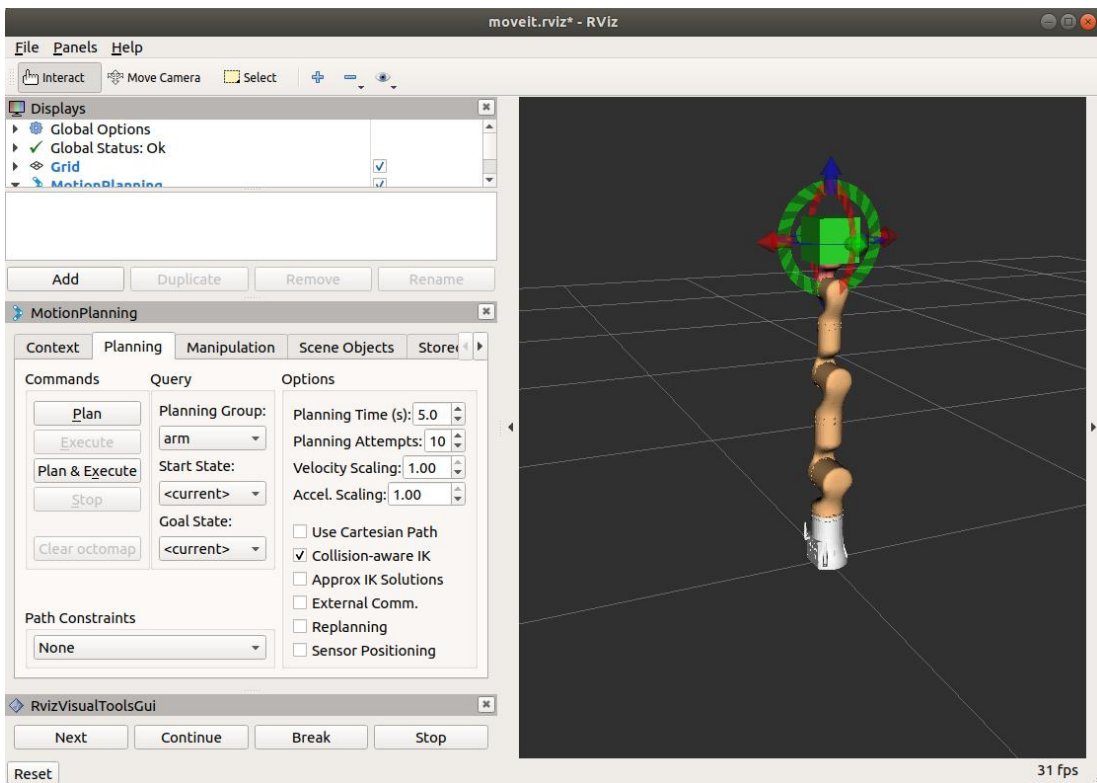 moveit.rviz* - RViz
File Panels Help
Interact Move Camera Select
Displays
Global Options
Global Status: Ok
Grid
MotionPlanning
Add Duplicate Remove Rename
MotionPlanning
Context Planning Manipulation Scene Objects Store
Commands Query Options
Plan
Execute
Plan & Execute
Stop
Clear octomap
Planning Group:
arm
Start State:
<current>
Goal State:
<current>
Planning Time (s): 5.0
Planning Attempts: 10
Velocity Scaling: 1.00
Accel. Scaling: 1.00
Use Cartesian Path
Collision-aware IK
Approx IK Solutions
External Comm.
Replanning
Sensor Positioning
Path Constraints
None
RvizVisualToolsGui
Next Continue Break Stop
Reset
31 fps